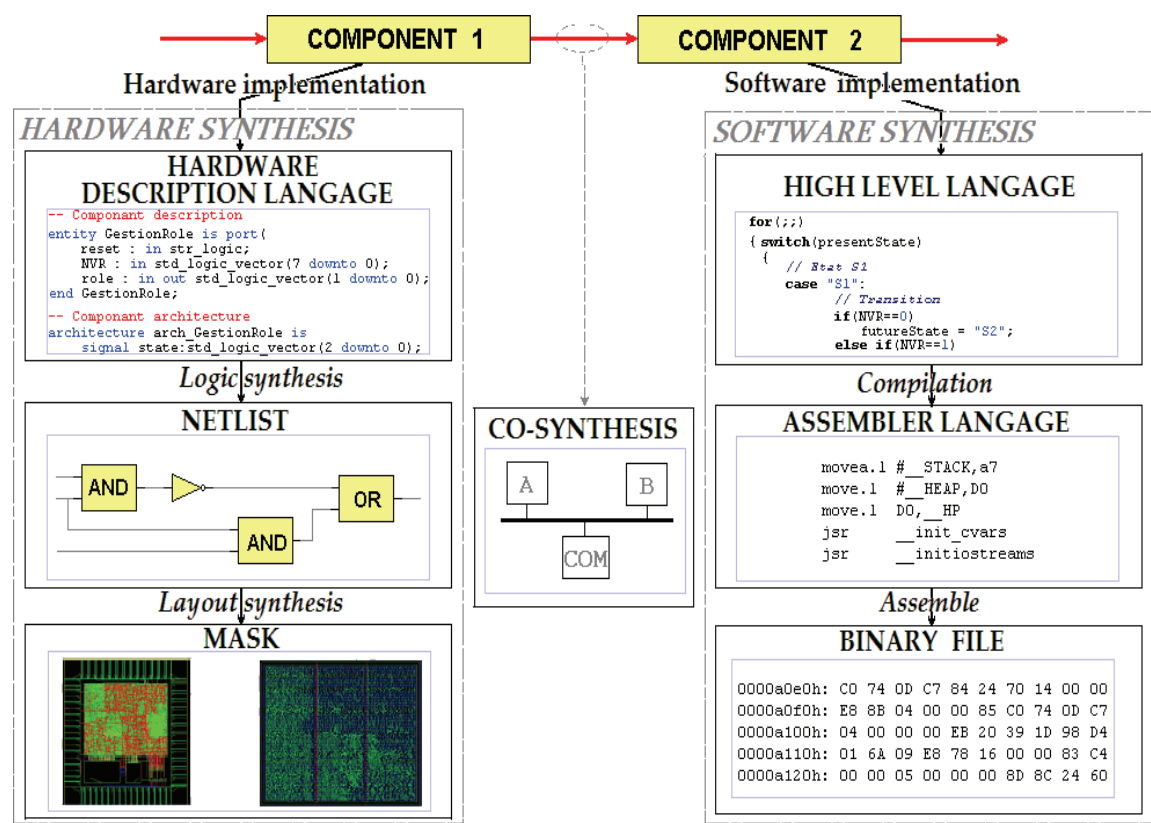 COMPONENT 1
COMPONENT 2
Hardware implementation
Software implementation
HARDWARE SYNTHESIS
HARDWARE
DESCRIPTION LANGAGE
-- Componant description
entity GestionRole is port(
reset : in str_logic;
NVR : in std_logic_vector(7 downto 0);
role : in out std_logic_vector(1 downto 0);
end GestionRole;
-- Componant architecture
architecture arch_GestionRole is
signal state:std_logic_vector(2 downto 0);
Logic synthesis
NETLIST
AND
AND
OR
Layout synthesis
MASK
CO-SYNTHESIS
A
B
COM
SOFTWARE SYNTHESIS
HIGH LEVEL LANGAGE
for(;;)
{ switch(presentState)
{
// Etat S1
case "S1":
// Transition
if(NVR==0)
futureState = "S2";
else if(NVR==1)
Compilation
ASSEMBLER LANGAGE
movea.l #__STACK,a7
move.l #__HEAP,D0
move.l D0,__HP
jsr __init_cvars
jsr __initiostreams
Assemble
BINARY FILE
0000a0e0h: C0 74 0D C7 84 24 70 14 00 00
0000a0f0h: E8 8B 04 00 00 85 C0 74 0D C7
0000a100h: 04 00 00 00 EB 20 39 1D 98 D4
0000a110h: 01 6A 09 E8 78 16 00 00 83 C4
0000a120h: 00 00 05 00 00 00 8D 8C 24 60